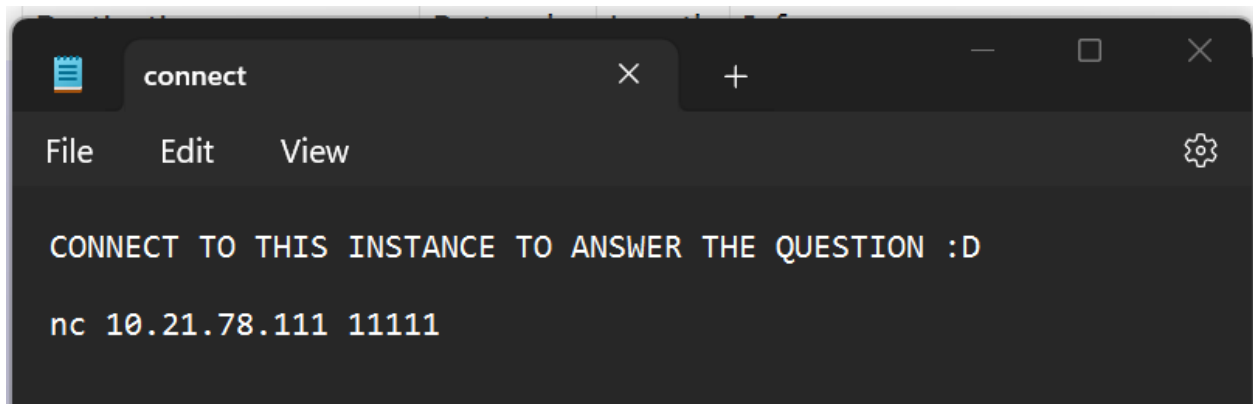 connect
File Edit View
CONNECT TO THIS INSTANCE TO ANSWER THE QUESTION :D
nc 10.21.78.111 11111